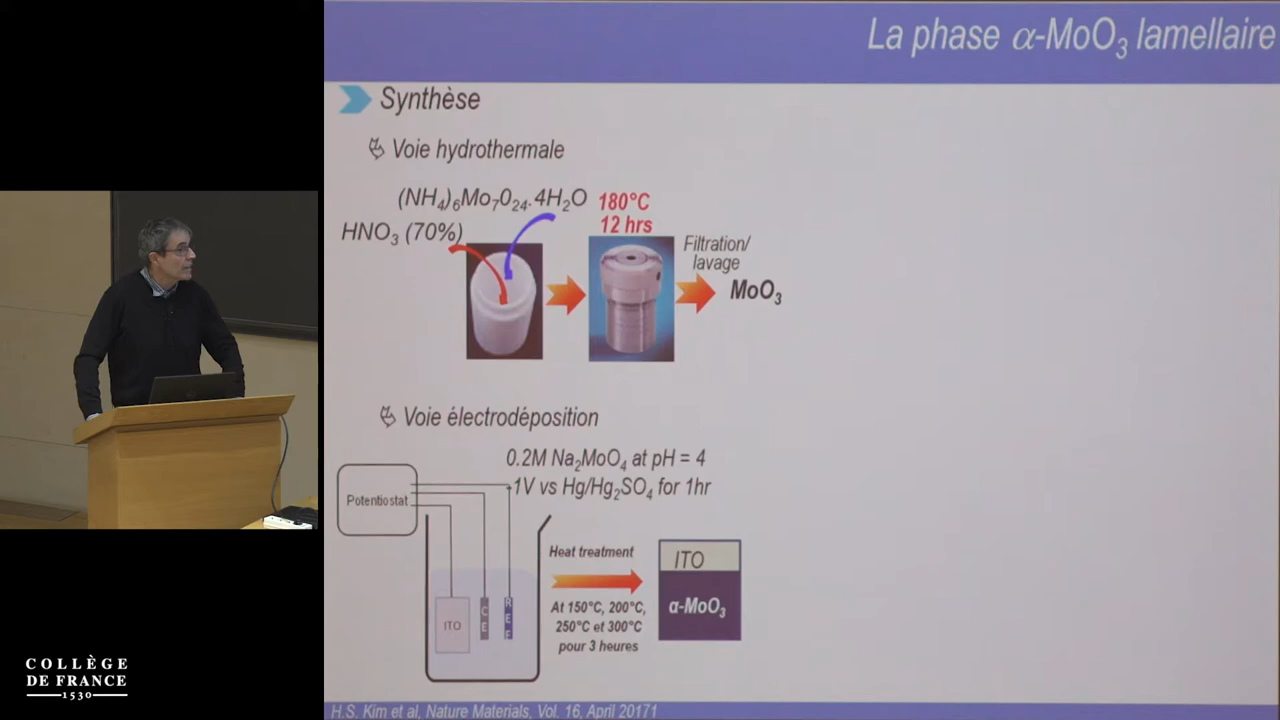 La phase α-MoO3 lamellaire
Synthèse
Voie hydrothermale
(NH4)6Mo7024.4H2O
HNO3 (70%)
180°C
12 hrs
Filtration/
lavage
MoO3
Voie électrodéposition
0.2M Na2MoO4 at pH = 4
-1V vs Hg/Hg2SO4 for 1hr
Potentiostat
ITO
CE
REF
Heat treatment
At 150°C, 200°C,
250°C et 300°C
pour 3 heures
ITO
α-MoO3
H.S. Kim et al, Nature Materials, Vol. 16, April 20171
COLLÈGE
DE FRANCE
1530